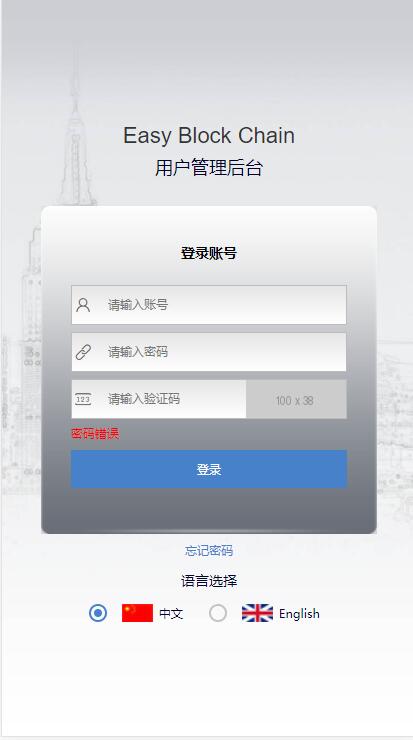 Easy Block Chain
用户管理后台
登录账号
请输入账号
请输入密码
123 请输入验证码 100 x 38
密码错误
登录
忘记密码
语言选择
中文 English